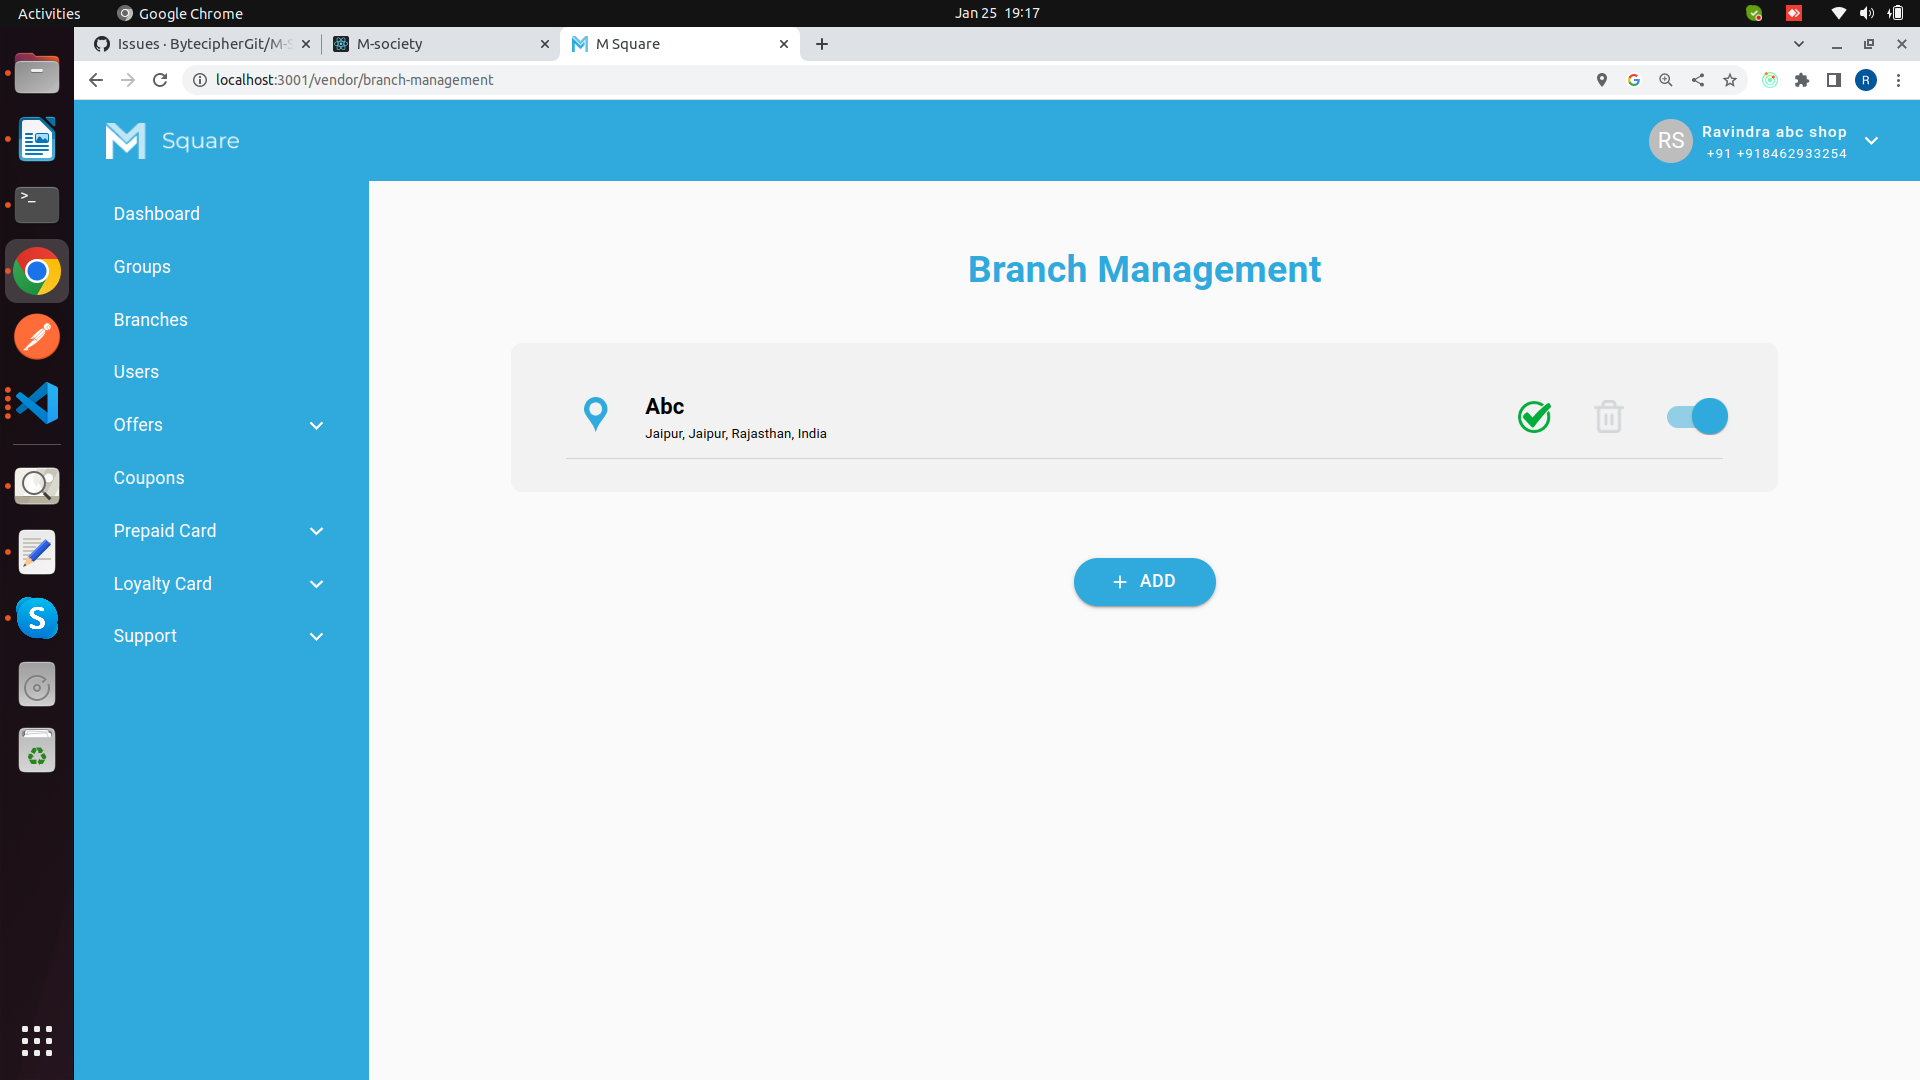 Activities
Google Chrome
Jan 25 19:17
Issues · BytecipherGit/M-S
M-society
M Square
localhost:3001/vendor/branch-management
R
Square
RS
Ravindra abc shop
+91 +918462933254
Dashboard
Groups
Branches
Users
Offers
Coupons
Prepaid Card
Loyalty Card
Support
Branch Management
Abc
Jaipur, Jaipur, Rajasthan, India
+ ADD